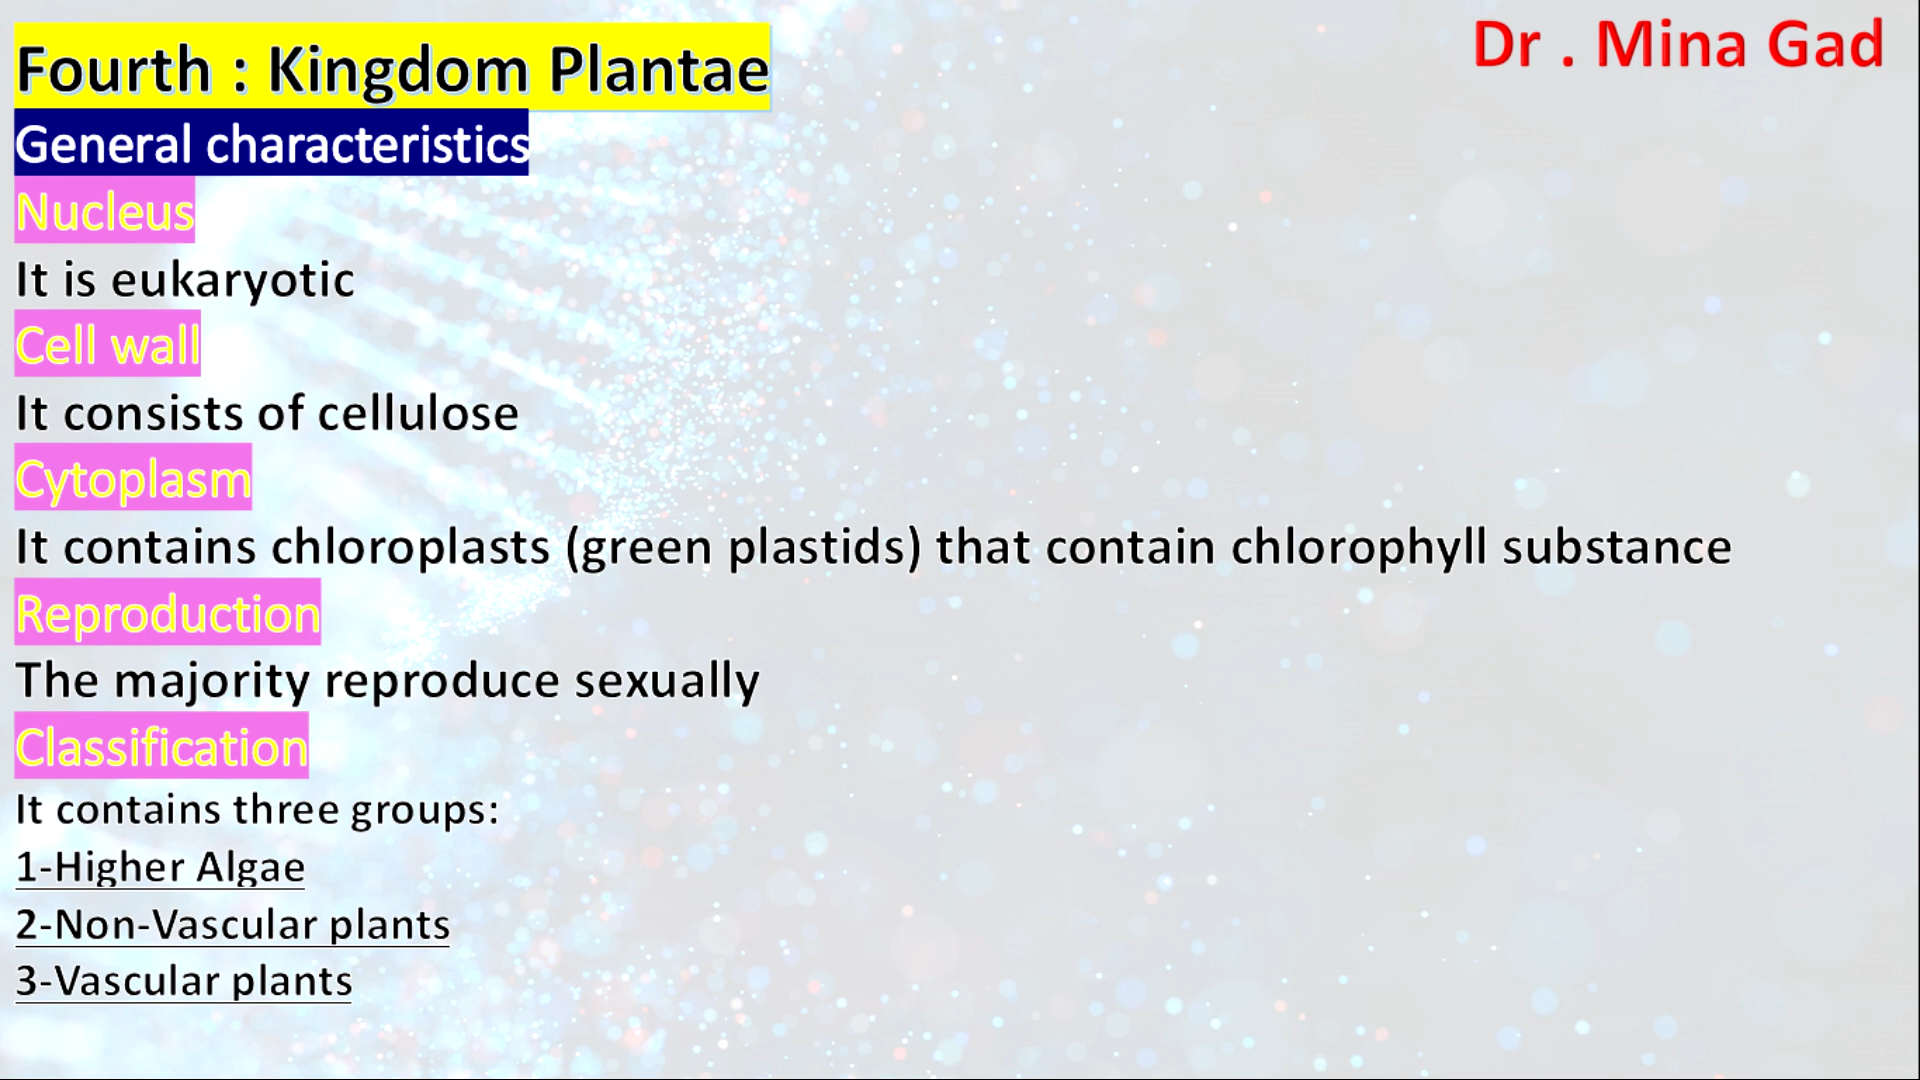 Fourth : Kingdom Plantae
Dr . Mina Gad
General characteristics
Nucleus
It is eukaryotic
Cell wall
It consists of cellulose
Cytoplasm
It contains chloroplasts (green plastids) that contain chlorophyll substance
Reproduction
The majority reproduce sexually
Classification
It contains three groups:
1-Higher Algae
2-Non-Vascular plants
3-Vascular plants